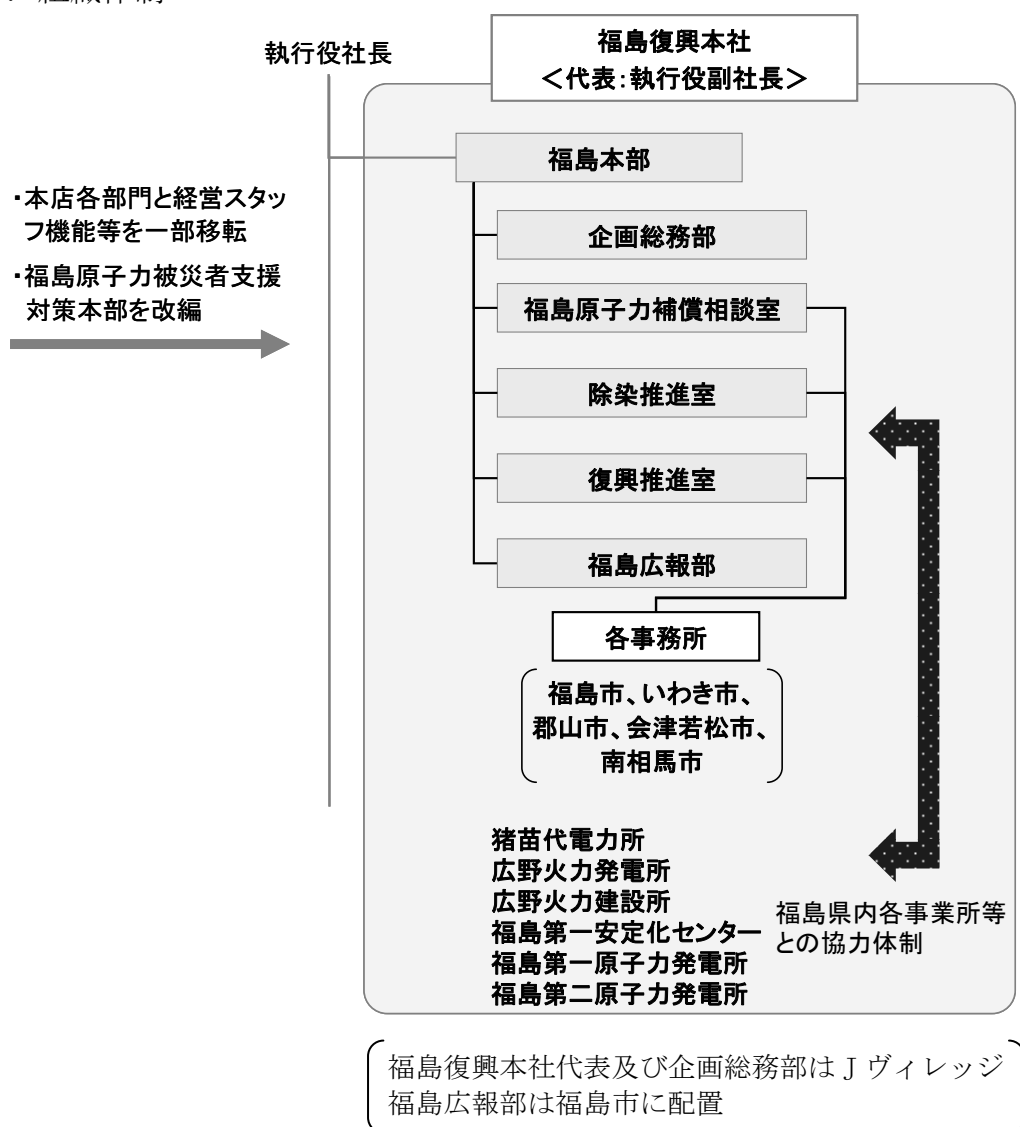 執行役社長
福島復興本社
＜代表：執行役副社長＞
福島本部
・本店各部門と経営スタッ
フ機能等を一部移転
・福島原子力被災者支援
対策本部を改編
企画総務部
福島原子力補償相談室
除染推進室
復興推進室
福島広報部
各事務所
福島市、いわき市、
郡山市、会津若松市、
南相馬市
猪苗代電力所
広野火力発電所
広野火力建設所
福島第一安定化センター
福島第一原子力発電所
福島第二原子力発電所
福島県内各事業所等
との協力体制
福島復興本社代表及び企画総務部はＪヴィレッジ
福島広報部は福島市に配置